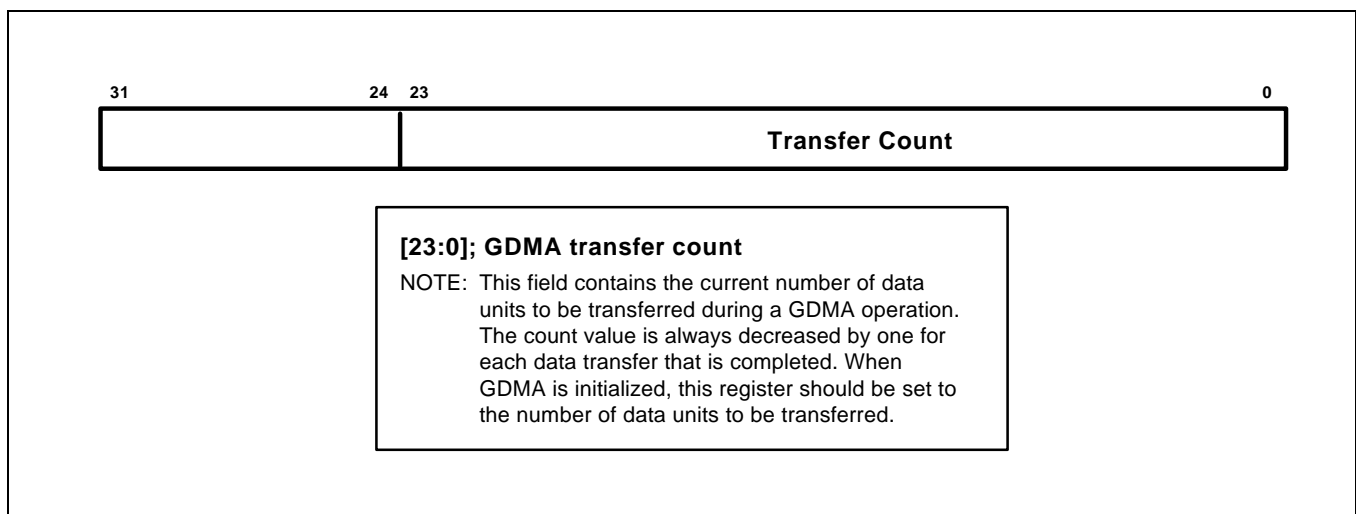 31 24 23 0
Transfer Count
[23:0]; GDMA transfer count
NOTE: This field contains the current number of data
units to be transferred during a GDMA operation.
The count value is always decreased by one for
each data transfer that is completed. When
GDMA is initialized, this register should be set to
the number of data units to be transferred.